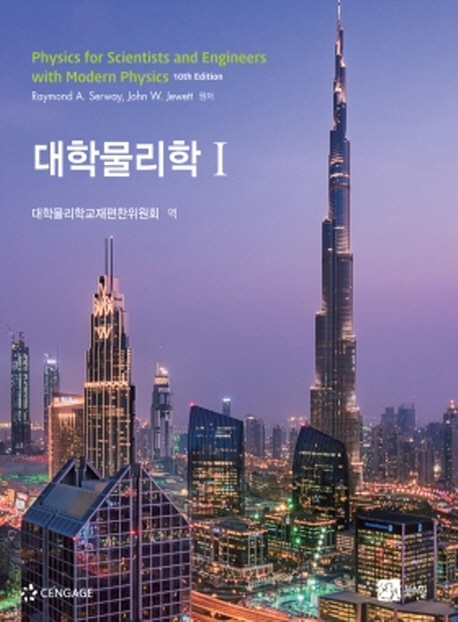 Physics for Scientists and Engineers
with Modern Physics 10th Edition
Raymond A. Serway, John W. Jewett 원저
대학물리학 I
대학물리학교재편찬위원회 역
CENGAGE